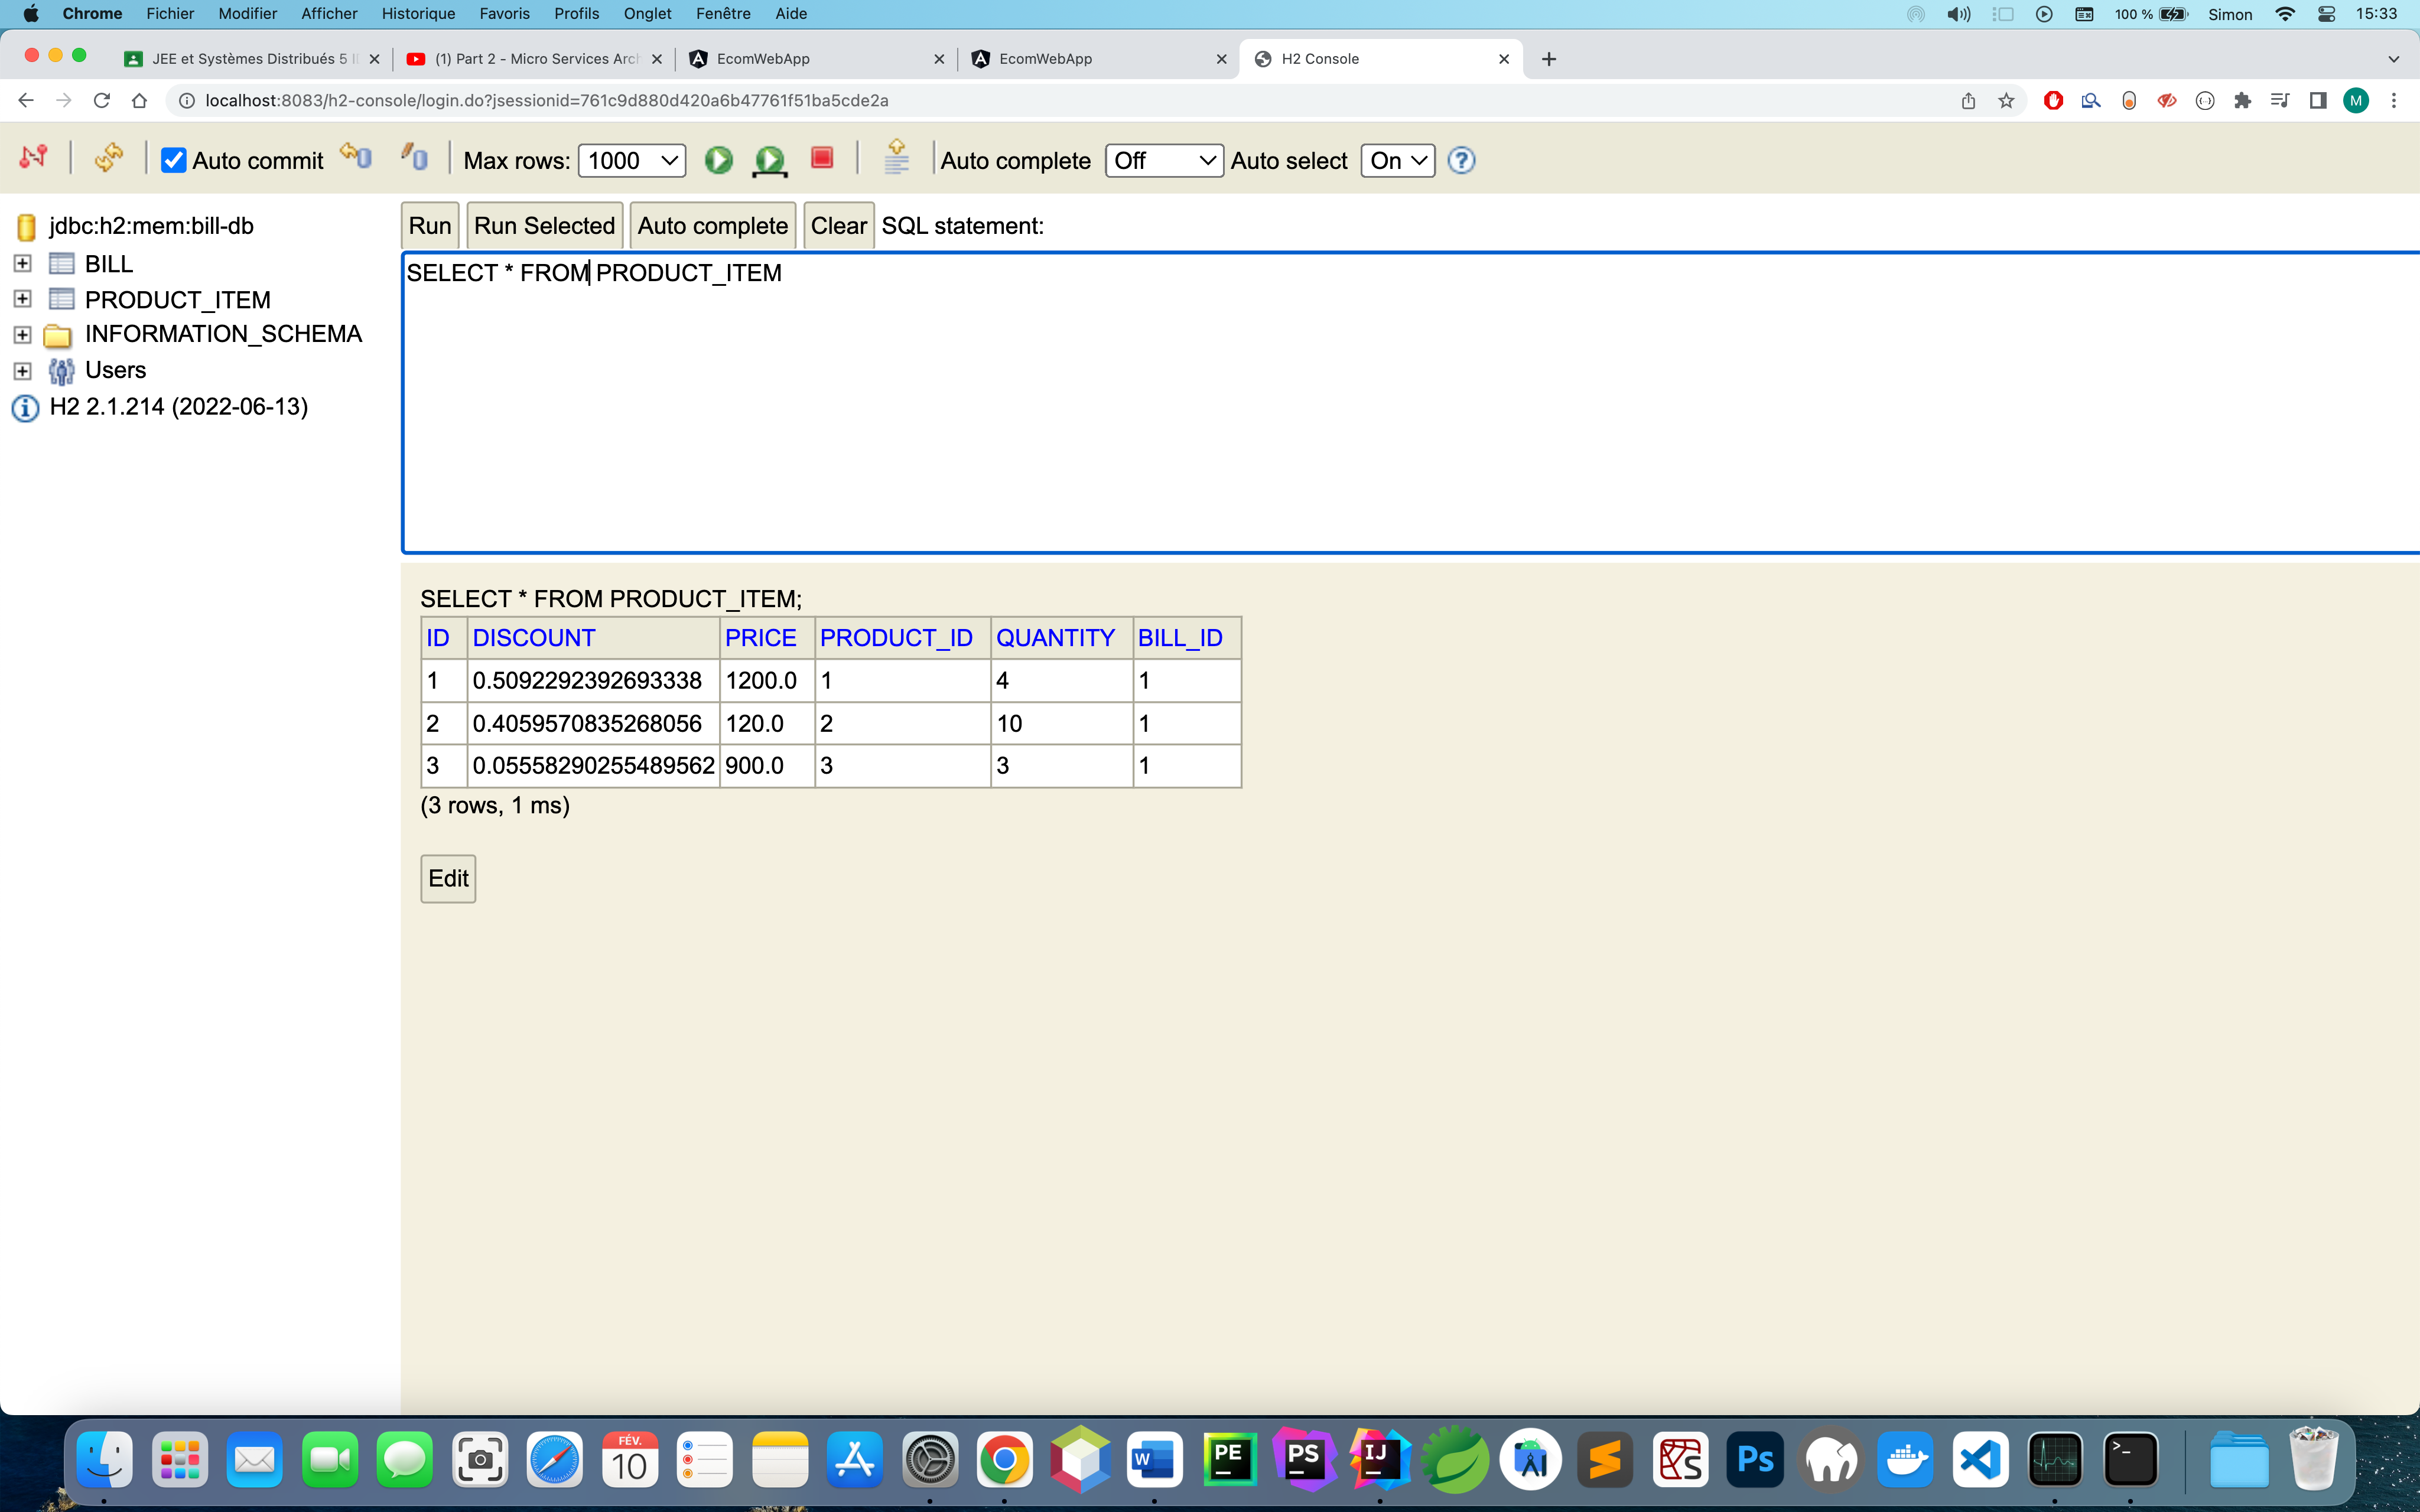 Chrome Fichier Modifier Afficher Historique Favoris Profils Onglet Fenêtre Aide 100 % Simon 15:33
JEE et Systèmes Distribués 5 (1) Part 2 - Micro Services Arc EcomWebApp EcomWebApp H2 Console
localhost:8083/h2-console/login.do?jsessionid=761c9d880d420a6b47761f51ba5cde2a M
Auto commit Max rows: 1000 Auto complete Off Auto select On
jdbc:h2:mem:bill-db
BILL
PRODUCT_ITEM
INFORMATION_SCHEMA
Users
H2 2.1.214 (2022-06-13)
Run Run Selected Auto complete Clear SQL statement:
SELECT * FROM PRODUCT_ITEM
SELECT * FROM PRODUCT_ITEM;
ID DISCOUNT PRICE PRODUCT_ID QUANTITY BILL_ID
1 0.5092292392693338 1200.0 1 4 1
2 0.4059570835268056 120.0 2 10 1
3 0.05558290255489562 900.0 3 3 1
(3 rows, 1 ms)
Edit
FÉV.
10
W PE PS IJ Ps >_